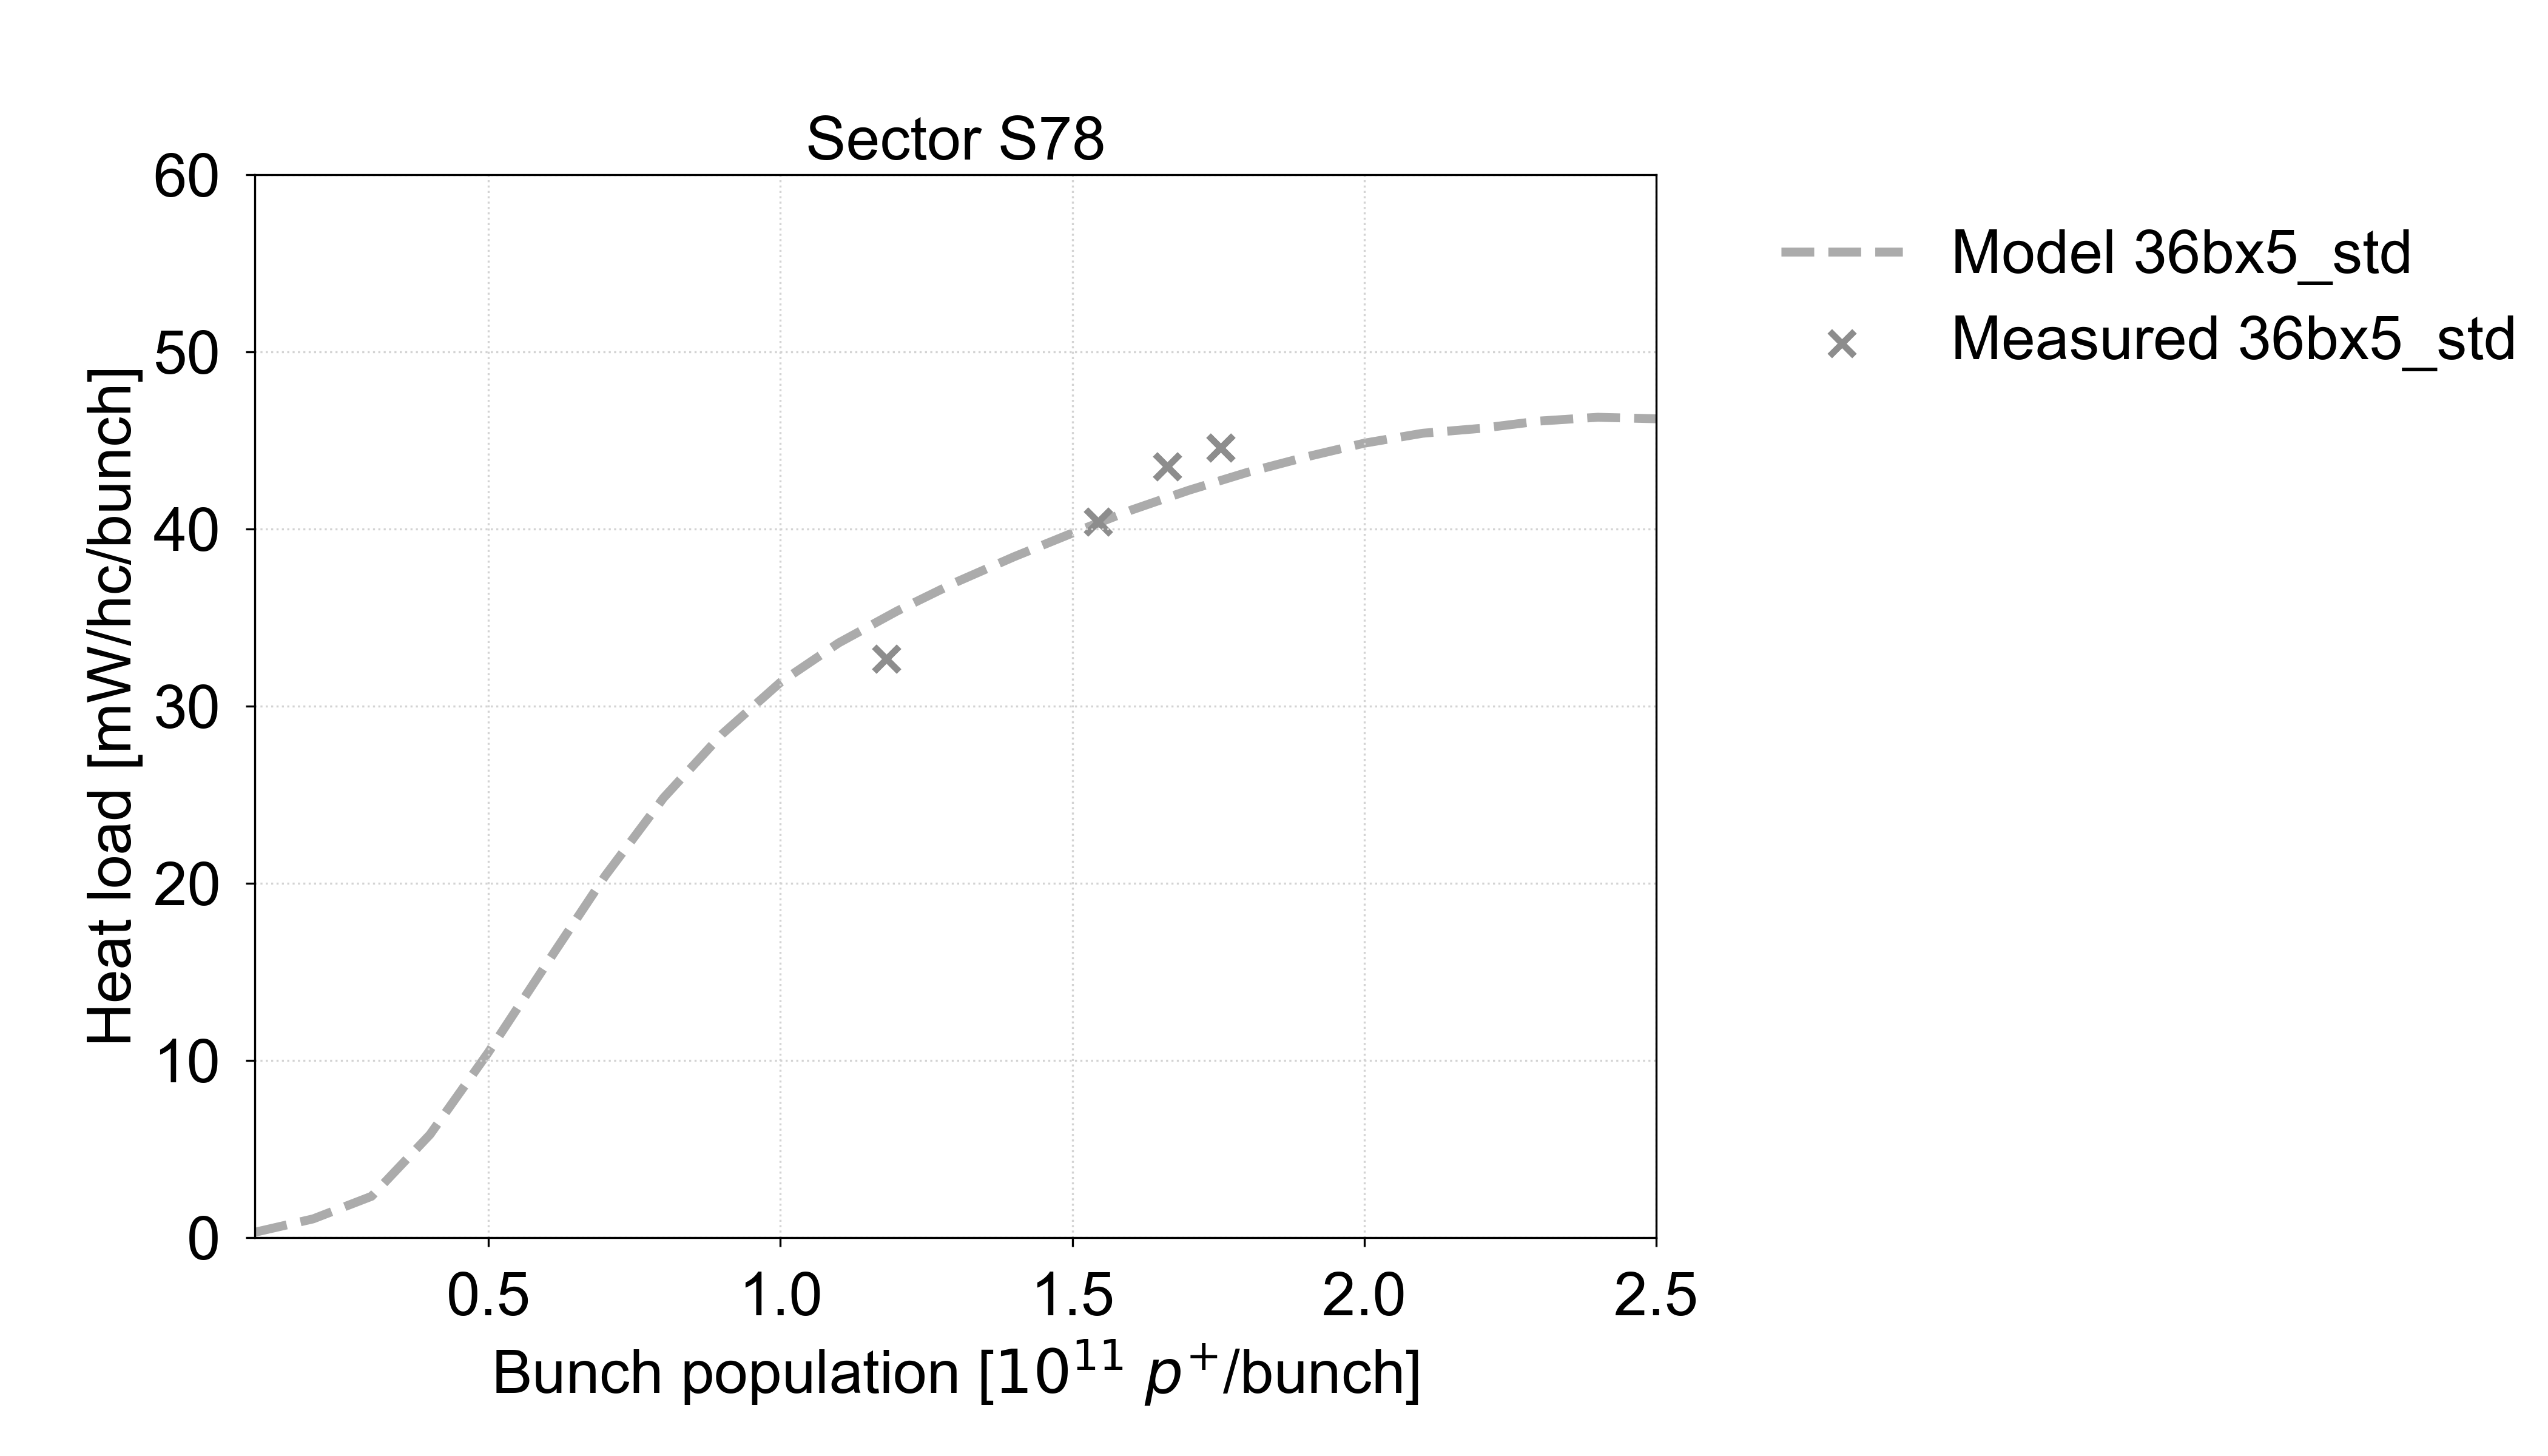 Sector S78
60
50
40
30
20
10
0
Heat load [mW/hc/bunch]
0.5 1.0 1.5 2.0 2.5
Bunch population [10¹¹ p⁺/bunch]
Model 36bx5_std
Measured 36bx5_std